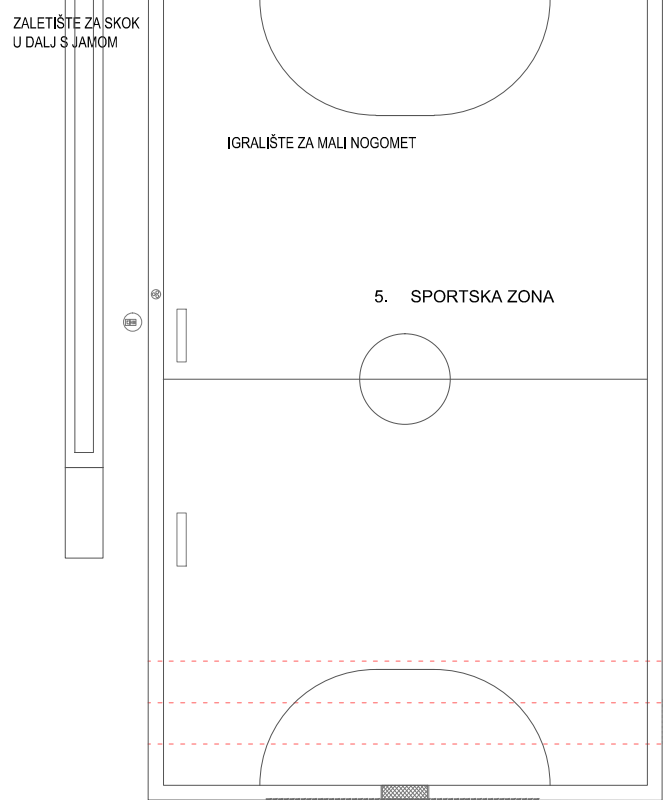 ZALETIŠTE ZA SKOK
U DALJ S JAMOM
IGRALIŠTE ZA MALI NOGOMET
5. SPORTSKA ZONA